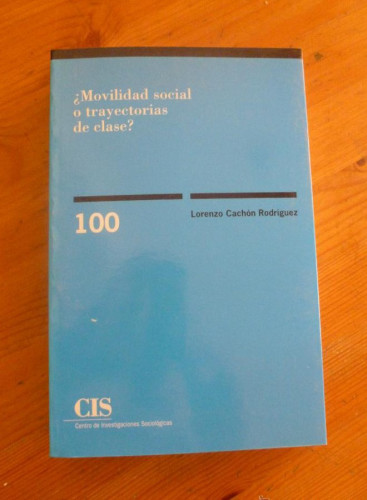 ¿Movilidad social
o trayectorias
de clase?
100
Lorenzo Cachón Rodríguez
CIS
Centro de Investigaciones Sociológicas